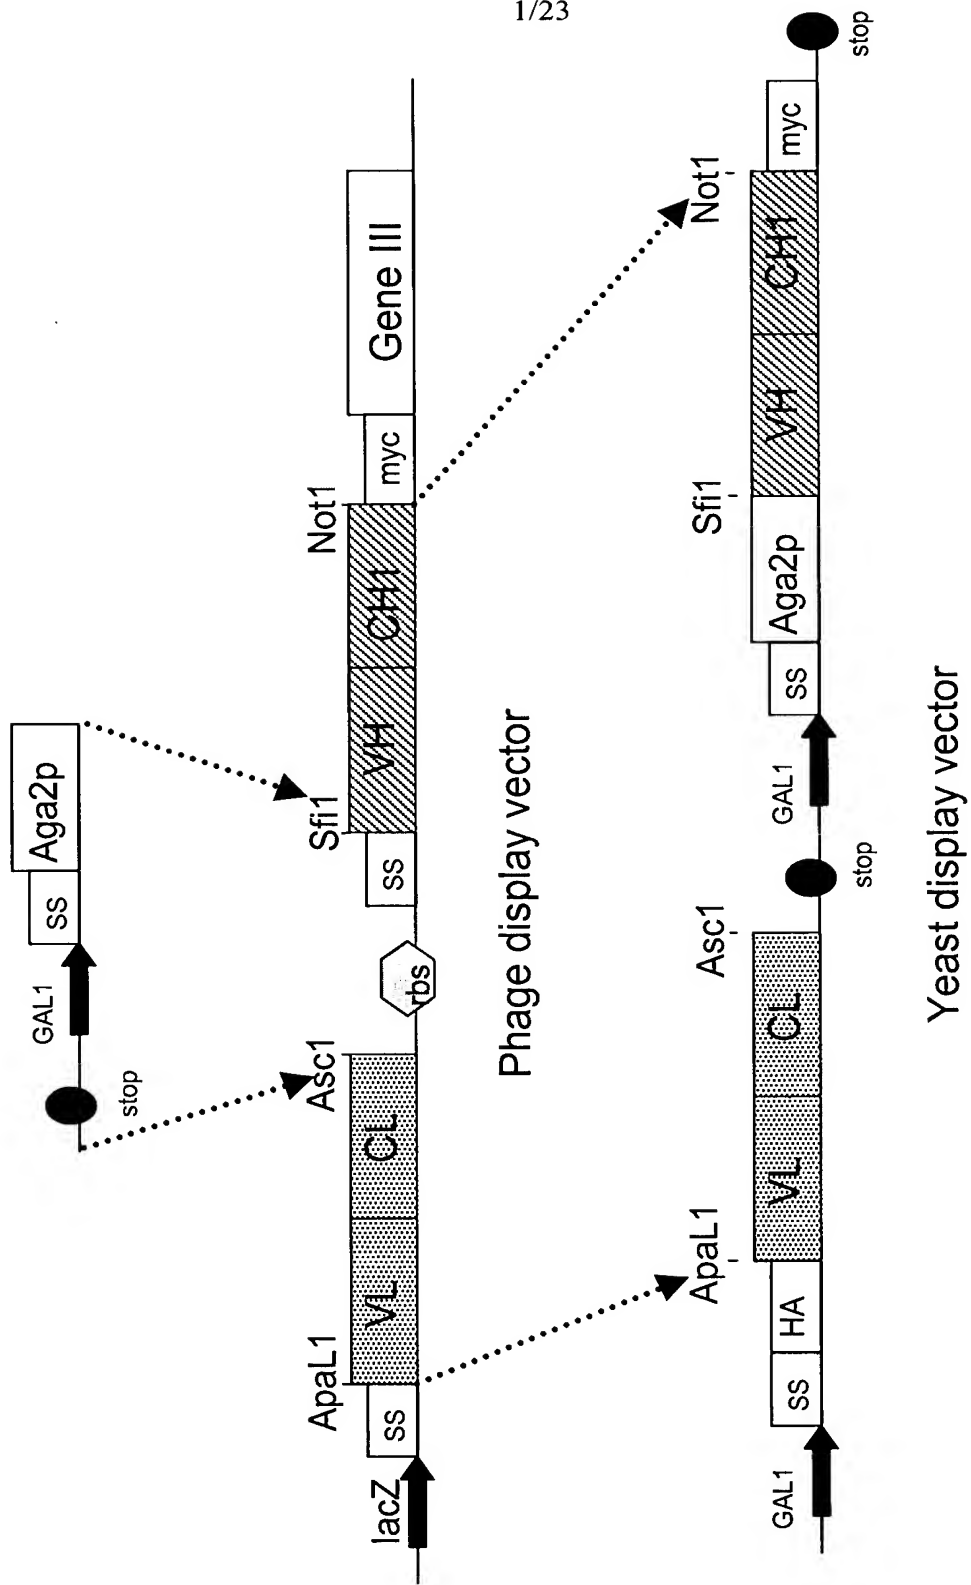 1/23
stop
GAL1
ss
Aga2p
lacZ
ss
ApaL1
VL
CL
Asc1
rbs
ss
Sfi1
VH
CH1
Not1
myc
Gene III
Phage display vector
GAL1
ss
HA
ApaL1
VL
CL
Asc1
stop
GAL1
ss
Aga2p
Sfi1
VH
CH1
Not1
myc
stop
Yeast display vector